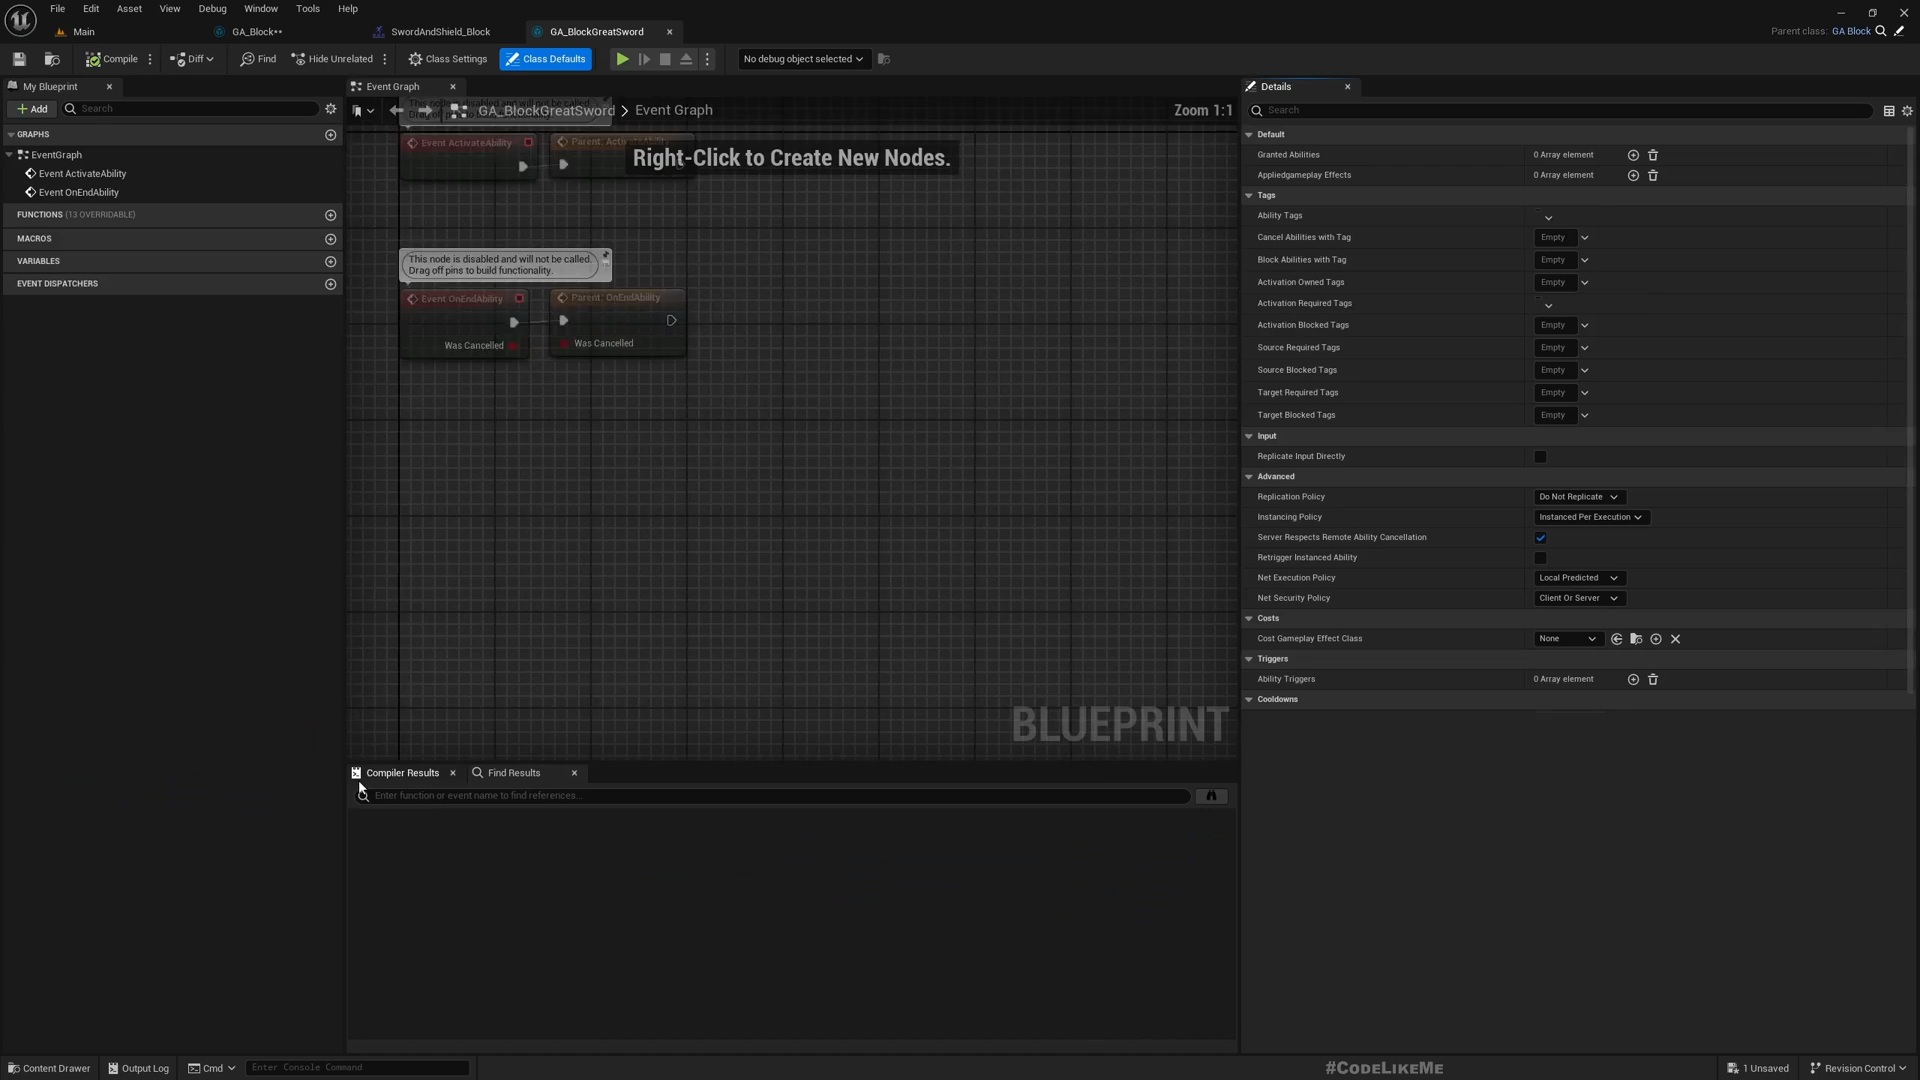 File Edit Asset View Debug Window Tools Help
Main GA_Block** SwordAndShield_Block GA_BlockGreatSword Parent class: GA Block
Compile Diff Find Hide Unrelated Class Settings Class Defaults No debug object selected
My Blueprint Event Graph Details
Add Search
GA_BlockGreatSword > Event Graph Zoom 1:1
Search
GRAPHS
EventGraph
Event ActivateAbility
Event OnEndAbility
FUNCTIONS (13 OVERRIDABLE)
MACROS
VARIABLES
EVENT DISPATCHERS
Event ActivateAbility Parent: ActivateAbility
Right-Click to Create New Nodes.
This node is disabled and will not be called.
Drag off pins to build functionality.
Event OnEndAbility Parent: OnEndAbility
Was Cancelled Was Cancelled
BLUEPRINT
Compiler Results Find Results
Enter function or event name to find references...
Default
Granted Abilities 0 Array element
Appliedgameplay Effects 0 Array element
Tags
Ability Tags
Cancel Abilities with Tag Empty
Block Abilities with Tag Empty
Activation Owned Tags Empty
Activation Required Tags
Activation Blocked Tags Empty
Source Required Tags Empty
Source Blocked Tags Empty
Target Required Tags Empty
Target Blocked Tags Empty
Input
Replicate Input Directly
Advanced
Replication Policy Do Not Replicate
Instancing Policy Instanced Per Execution
Server Respects Remote Ability Cancellation
Retrigger Instanced Ability
Net Execution Policy Local Predicted
Net Security Policy Client Or Server
Costs
Cost Gameplay Effect Class None
Triggers
Ability Triggers 0 Array element
Cooldowns
Content Drawer Output Log Cmd Enter Console Command #CODELIKEME 1 Unsaved Revision Control